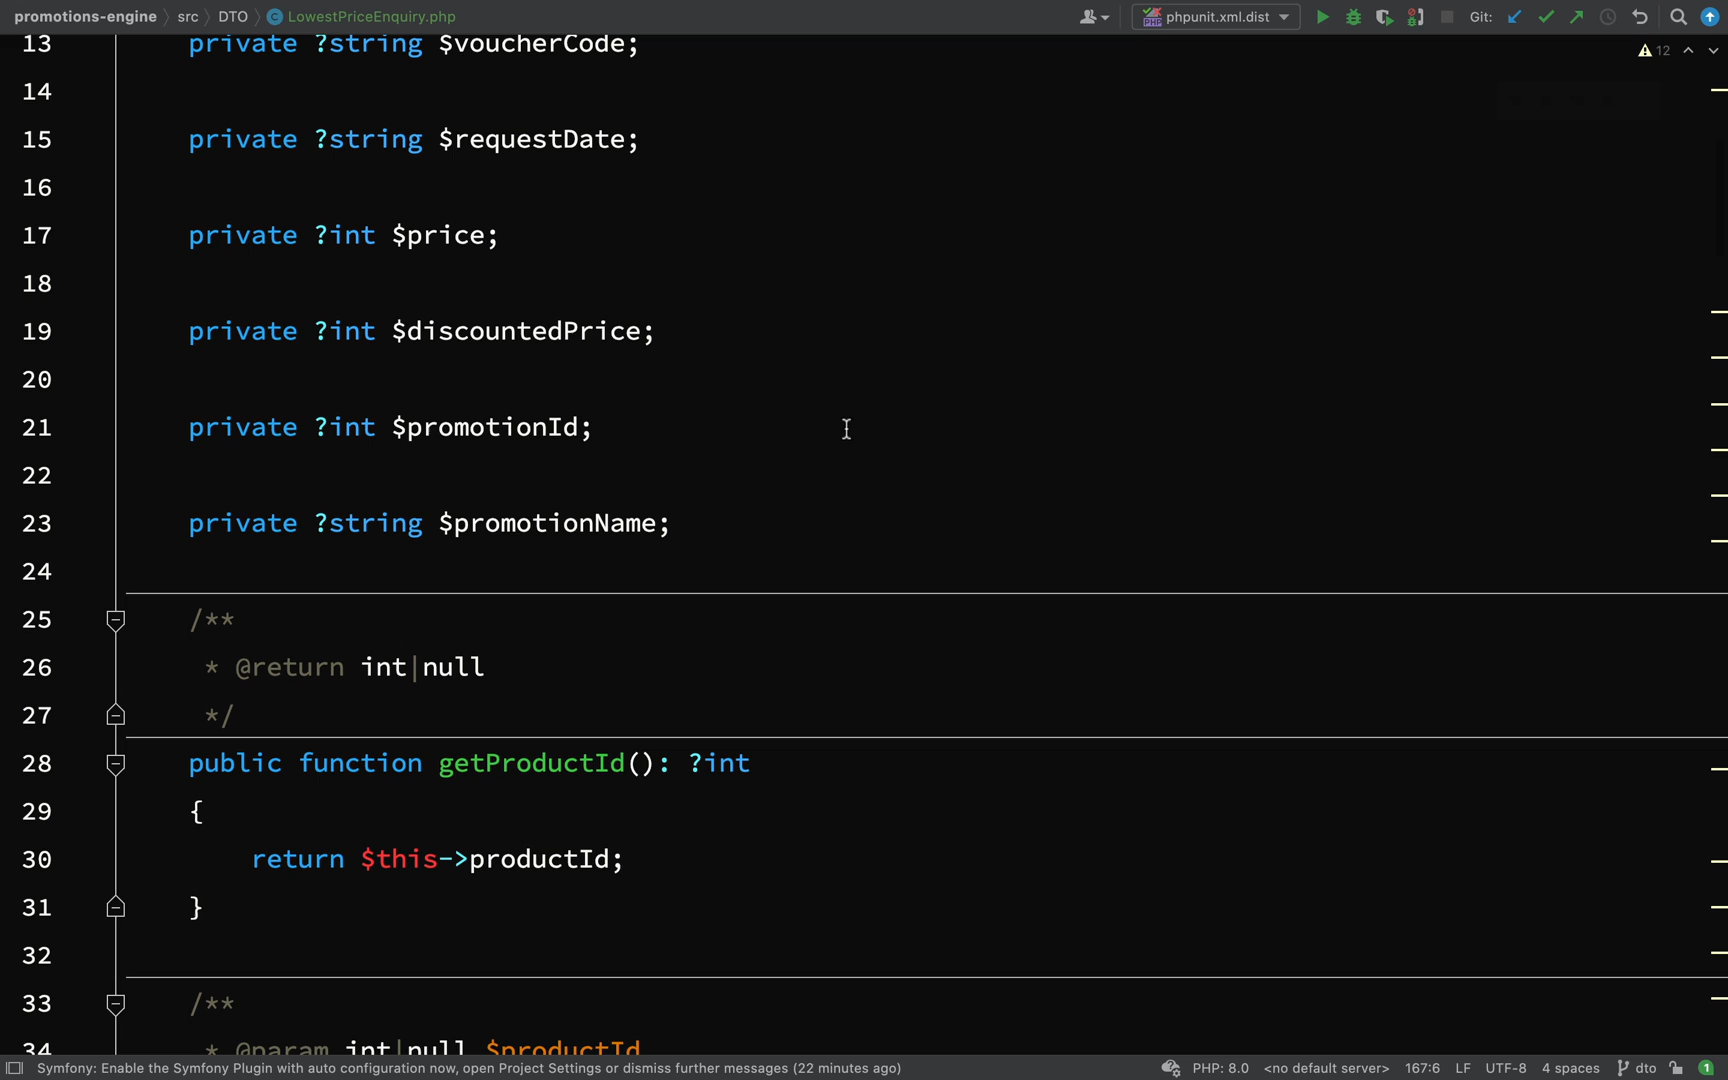 promotions-engine src DTO LowestPriceEnquiry.php phpunit.xml.dist Git:
12
13 private ?string $voucherCode;
14
15 private ?string $requestDate;
16
17 private ?int $price;
18
19 private ?int $discountedPrice;
20
21 private ?int $promotionId;
22
23 private ?string $promotionName;
24
25 /**
26 * @return int|null
27 */
28 public function getProductId(): ?int
29 {
30 return $this->productId;
31 }
32
33 /**
34 * @param int|null $productId
Symfony: Enable the Symfony Plugin with auto configuration now, open Project Settings or dismiss further messages (22 minutes ago) PHP: 8.0 <no default server> 167:6 LF UTF-8 4 spaces dto 1